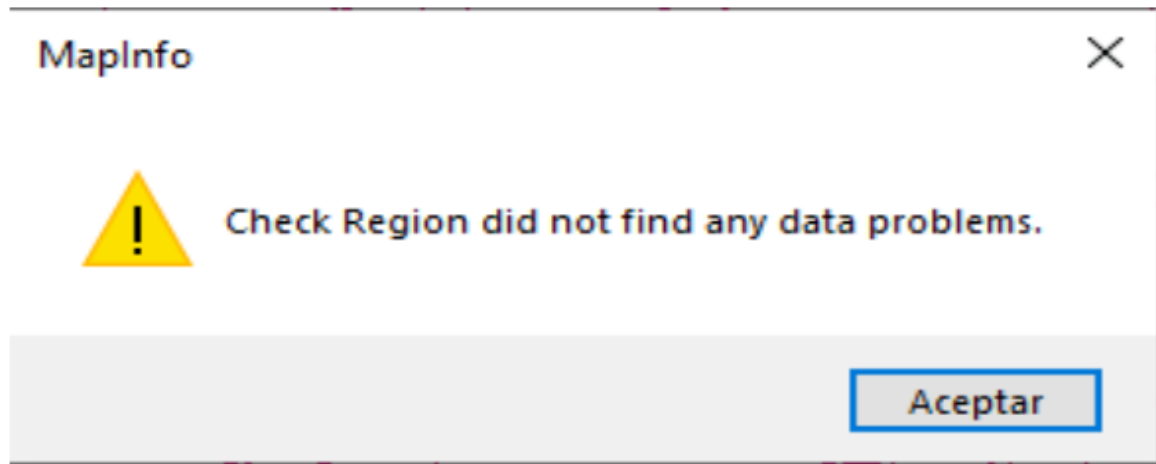 MapInfo
Check Region did not find any data problems.
Aceptar